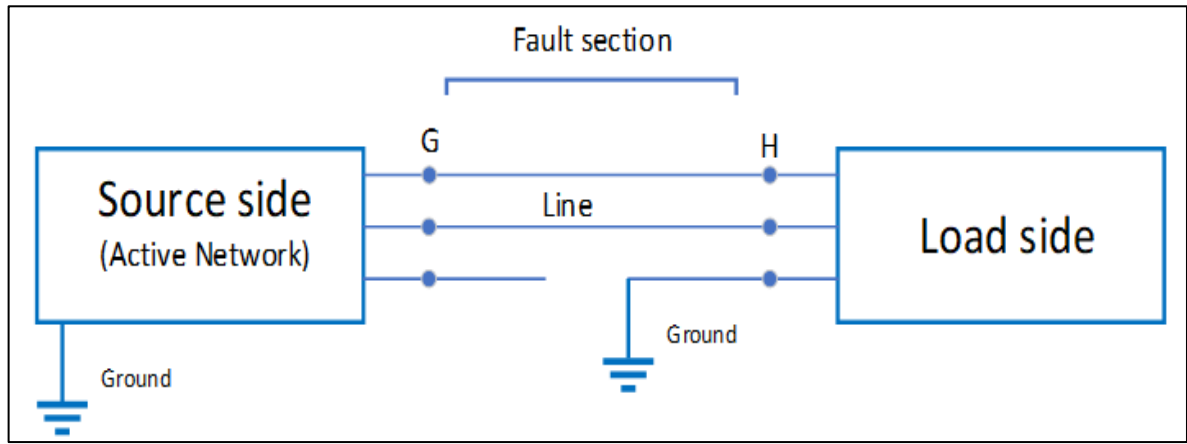 Fault section
G
H
Source side
(Active Network)
Line
Load side
Ground
Ground